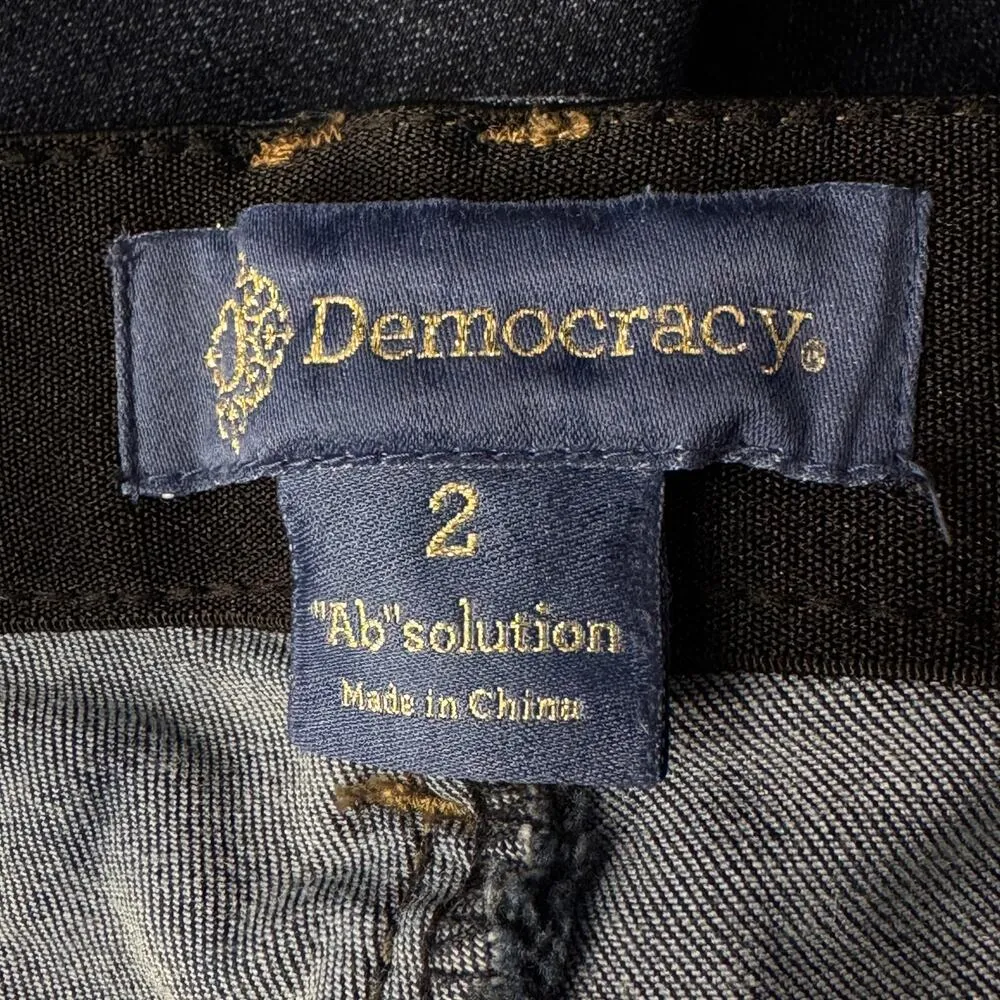 Democracy®
2
"Ab"solution
Made in China